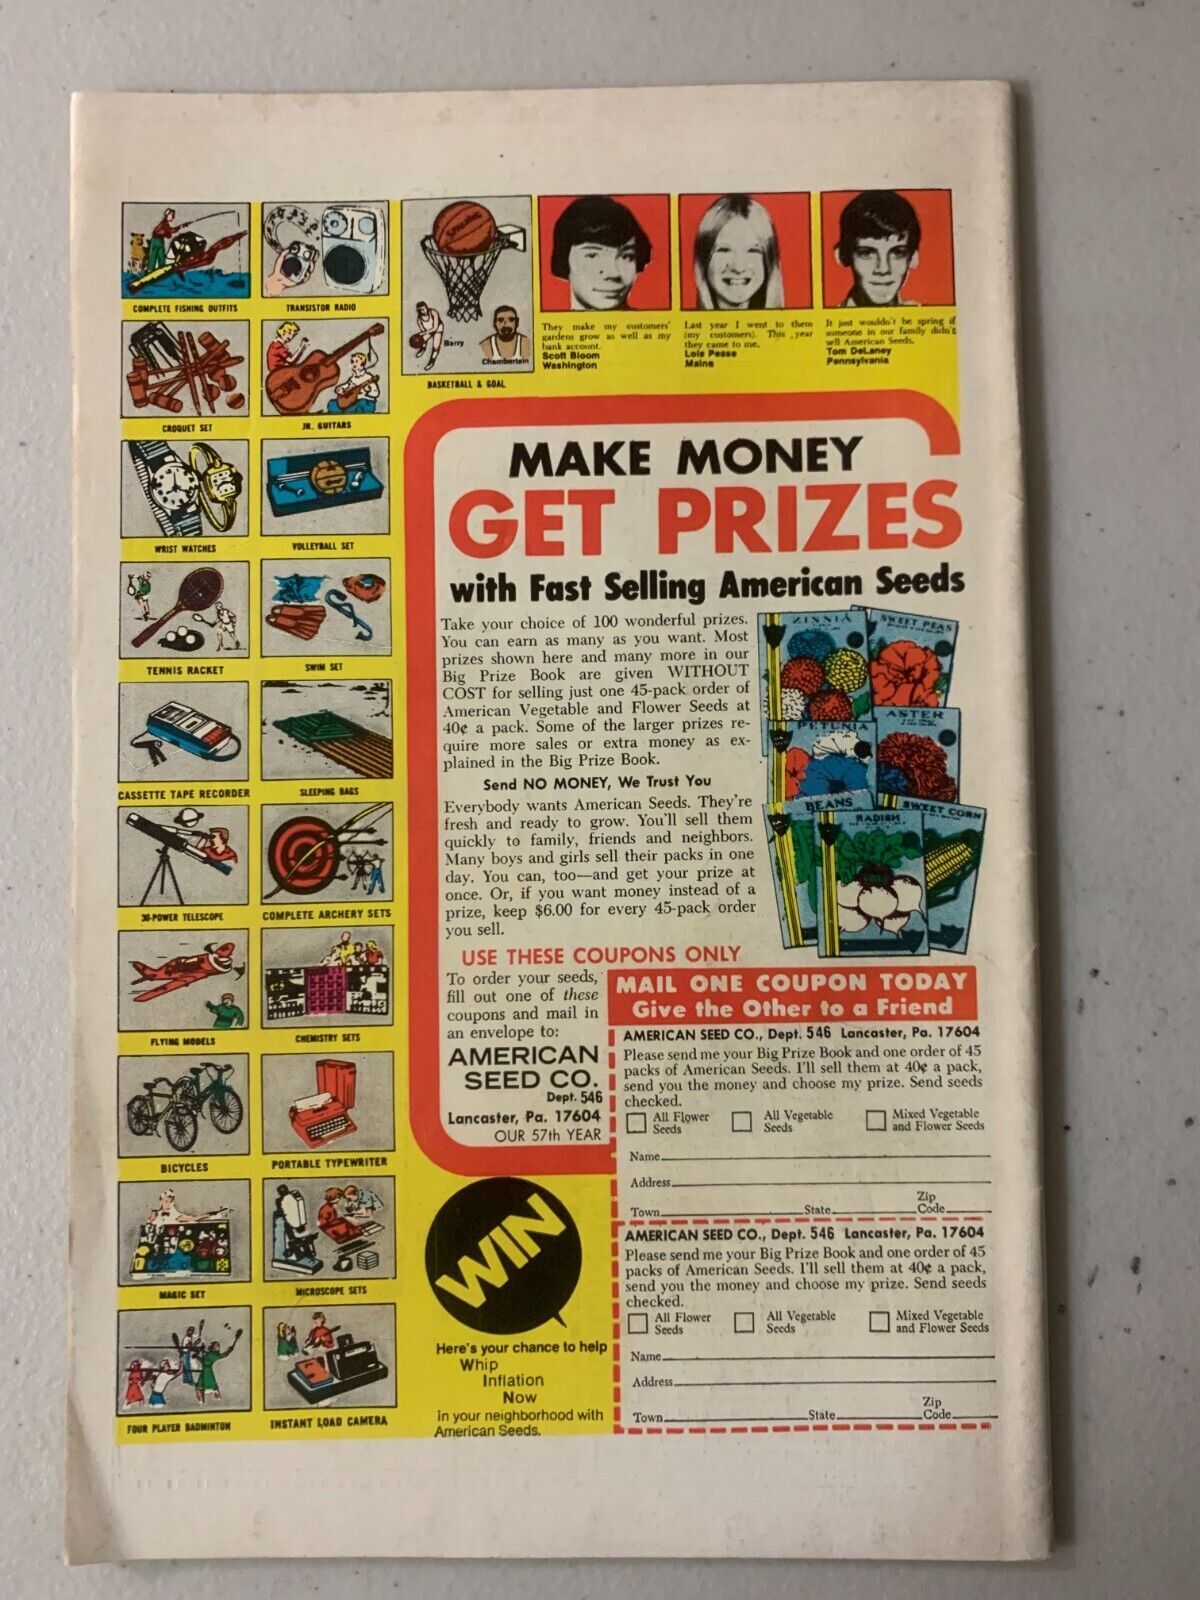 COMPLETE FISHING OUTFITS
TRANSISTOR RADIO
SPALDING
Barry
Chamberlain
BASKETBALL & GOAL
They make my customers'
gardens grow as well as my
bank account.
Scott Bloom
Washington
Last year I went to them
(my customers). This year
they came to me.
Lois Pease
Maine
It just wouldn't be spring if
someone in our family didn't
sell American Seeds.
Tom DeLaney
Pennsylvania
CROQUET SET
JR. GUITARS
WRIST WATCHES
VOLLEYBALL SET
TENNIS RACKET
SWIM SET
CASSETTE TAPE RECORDER
SLEEPING BAGS
30-POWER TELESCOPE
COMPLETE ARCHERY SETS
FLYING MODELS
CHEMISTRY SETS
BICYCLES
PORTABLE TYPEWRITER
MAGIC SET
MICROSCOPE SETS
FOUR PLAYER BADMINTON
INSTANT LOAD CAMERA
MAKE MONEY
GET PRIZES
with Fast Selling American Seeds
Take your choice of 100 wonderful prizes.
You can earn as many as you want. Most
prizes shown here and many more in our
Big Prize Book are given WITHOUT
COST for selling just one 45-pack order of
American Vegetable and Flower Seeds at
40¢ a pack. Some of the larger prizes re-
quire more sales or extra money as ex-
plained in the Big Prize Book.
Send NO MONEY, We Trust You
Everybody wants American Seeds. They're
fresh and ready to grow. You'll sell them
quickly to family, friends and neighbors.
Many boys and girls sell their packs in one
day. You can, too—and get your prize at
once. Or, if you want money instead of a
prize, keep $6.00 for every 45-pack order
you sell.
ZINNIA
SWEET PEAS
PETUNIA
ASTER
BEANS
RADISH
SWEET CORN
USE THESE COUPONS ONLY
To order your seeds,
fill out one of these
coupons and mail in
an envelope to:
AMERICAN
SEED CO.
Dept. 546
Lancaster, Pa. 17604
OUR 57th YEAR
MAIL ONE COUPON TODAY
Give the Other to a Friend
AMERICAN SEED CO., Dept. 546 Lancaster, Pa. 17604
Please send me your Big Prize Book and one order of 45
packs of American Seeds. I'll sell them at 40¢ a pack,
send you the money and choose my prize. Send seeds
checked.
All Flower Seeds
All Vegetable Seeds
Mixed Vegetable and Flower Seeds
Name
Address
Town State Zip Code
AMERICAN SEED CO., Dept. 546 Lancaster, Pa. 17604
Please send me your Big Prize Book and one order of 45
packs of American Seeds. I'll sell them at 40¢ a pack,
send you the money and choose my prize. Send seeds
checked.
All Flower Seeds
All Vegetable Seeds
Mixed Vegetable and Flower Seeds
Name
Address
Town State Zip Code
WIN
Here's your chance to help
Whip
Inflation
Now
in your neighborhood with
American Seeds.